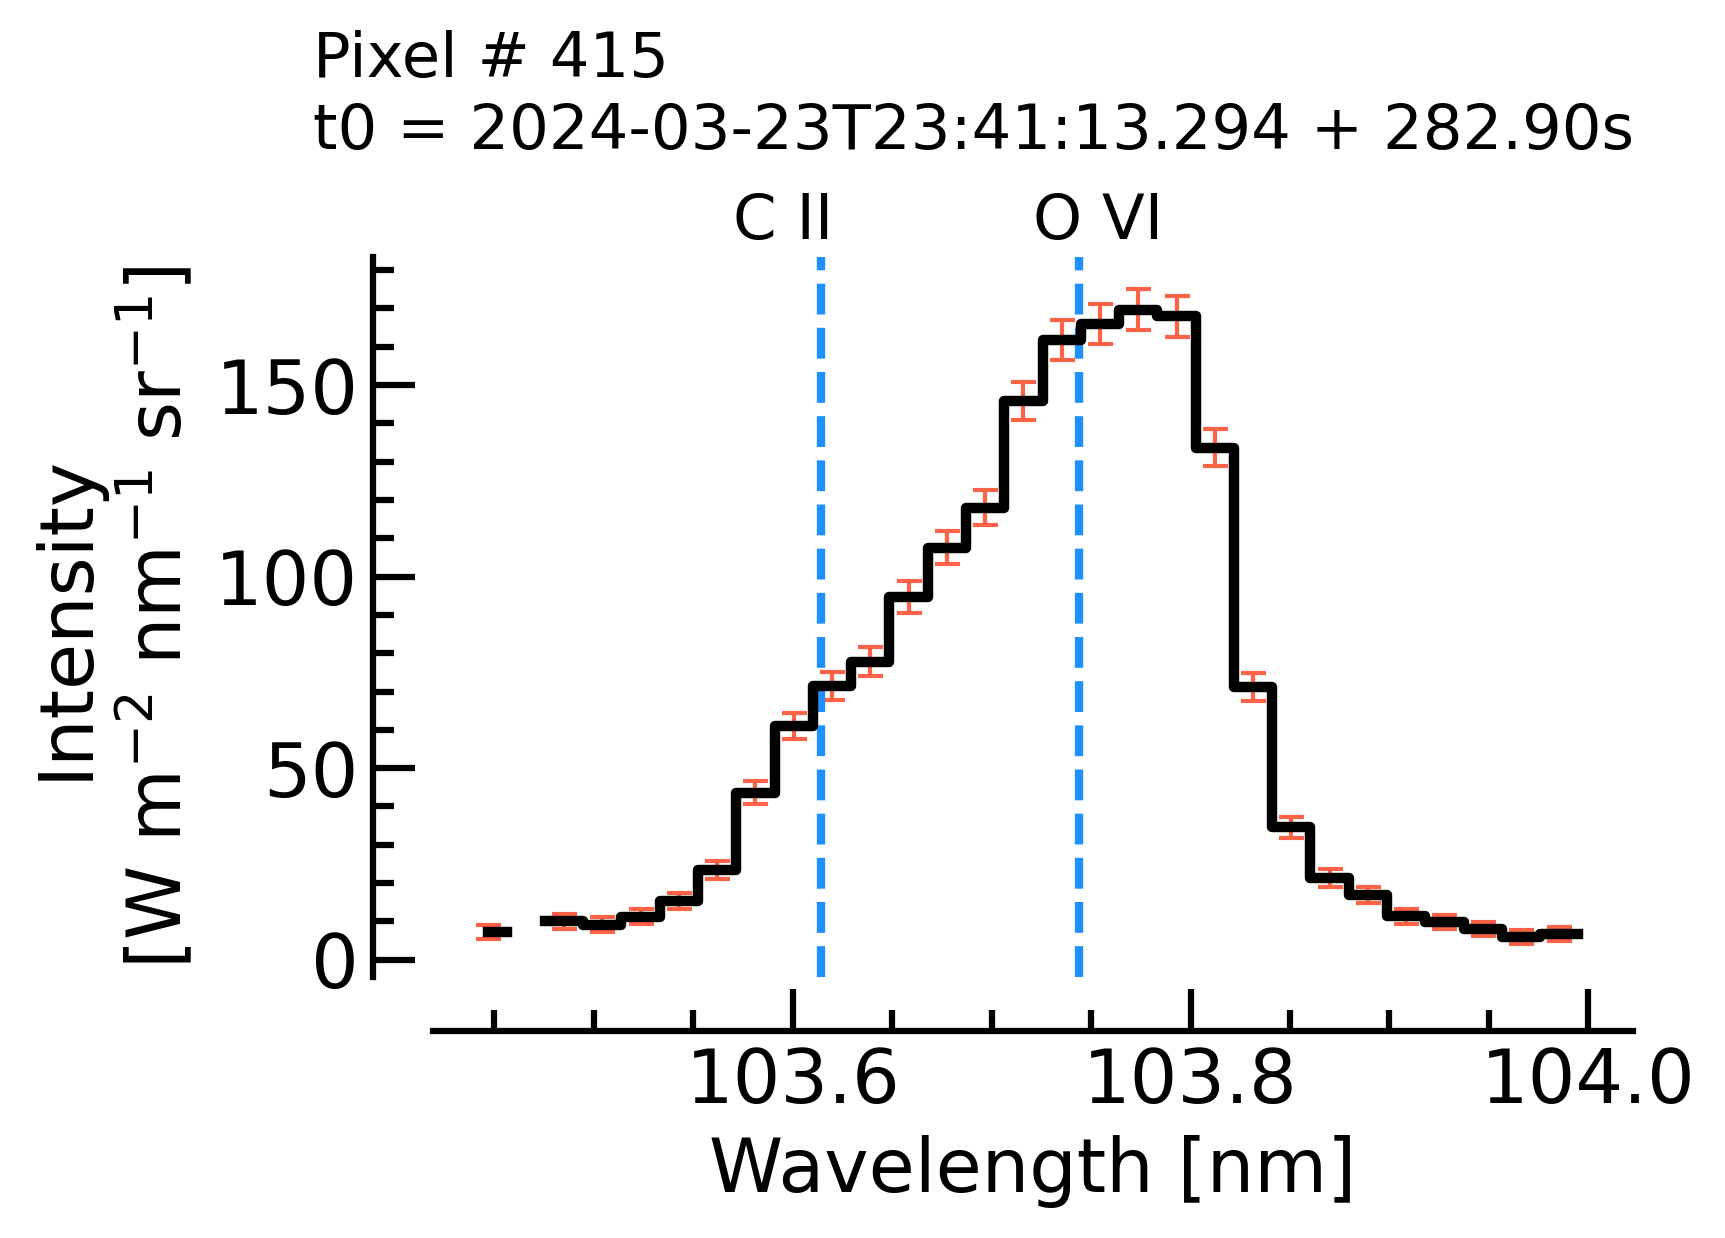 Pixel # 415
t0 = 2024-03-23T23:41:13.294 + 282.90s
C II O VI
Intensity
[W m⁻² nm⁻¹ sr⁻¹]
150
100
50
0
103.6 103.8 104.0
Wavelength [nm]